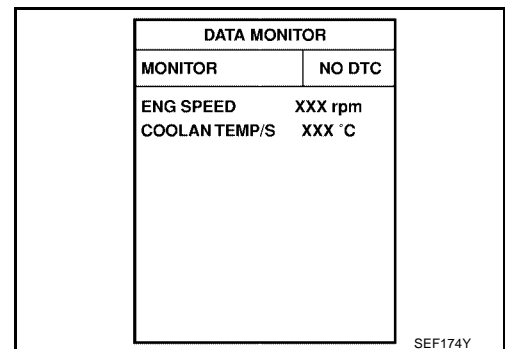 DATA MONITOR
MONITOR NO DTC
ENG SPEED XXX rpm
COOLAN TEMP/S XXX °C
SEF174Y